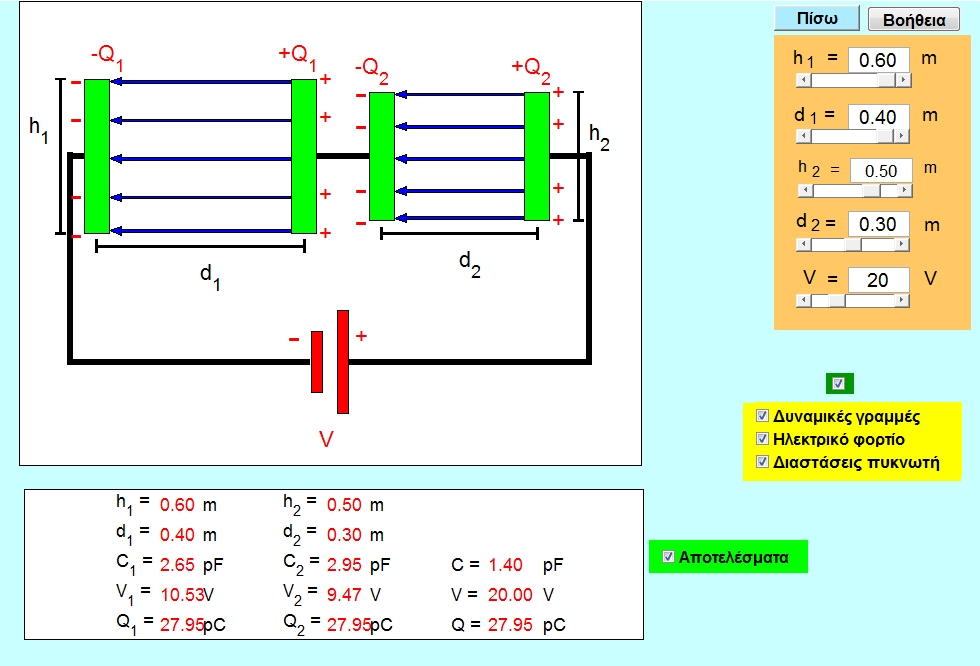 -Q1 +Q1 -Q2 +Q2
- + - +
- + - +
h1 h2
- + - +
- + - +
d1 d2
- +
V
Πίσω Βοήθεια
h1 = 0.60 m
d1 = 0.40 m
h2 = 0.50 m
d2 = 0.30 m
V = 20 V
Δυναμικές γραμμές
Ηλεκτρικό φορτίο
Διαστάσεις πυκνωτή
h1 = 0.60 m h2 = 0.50 m
d1 = 0.40 m d2 = 0.30 m
C1 = 2.65 pF C2 = 2.95 pF C = 1.40 pF
V1 = 10.53V V2 = 9.47 V V = 20.00 V
Q1 = 27.95pC Q2 = 27.95pC Q = 27.95 pC
Αποτελέσματα